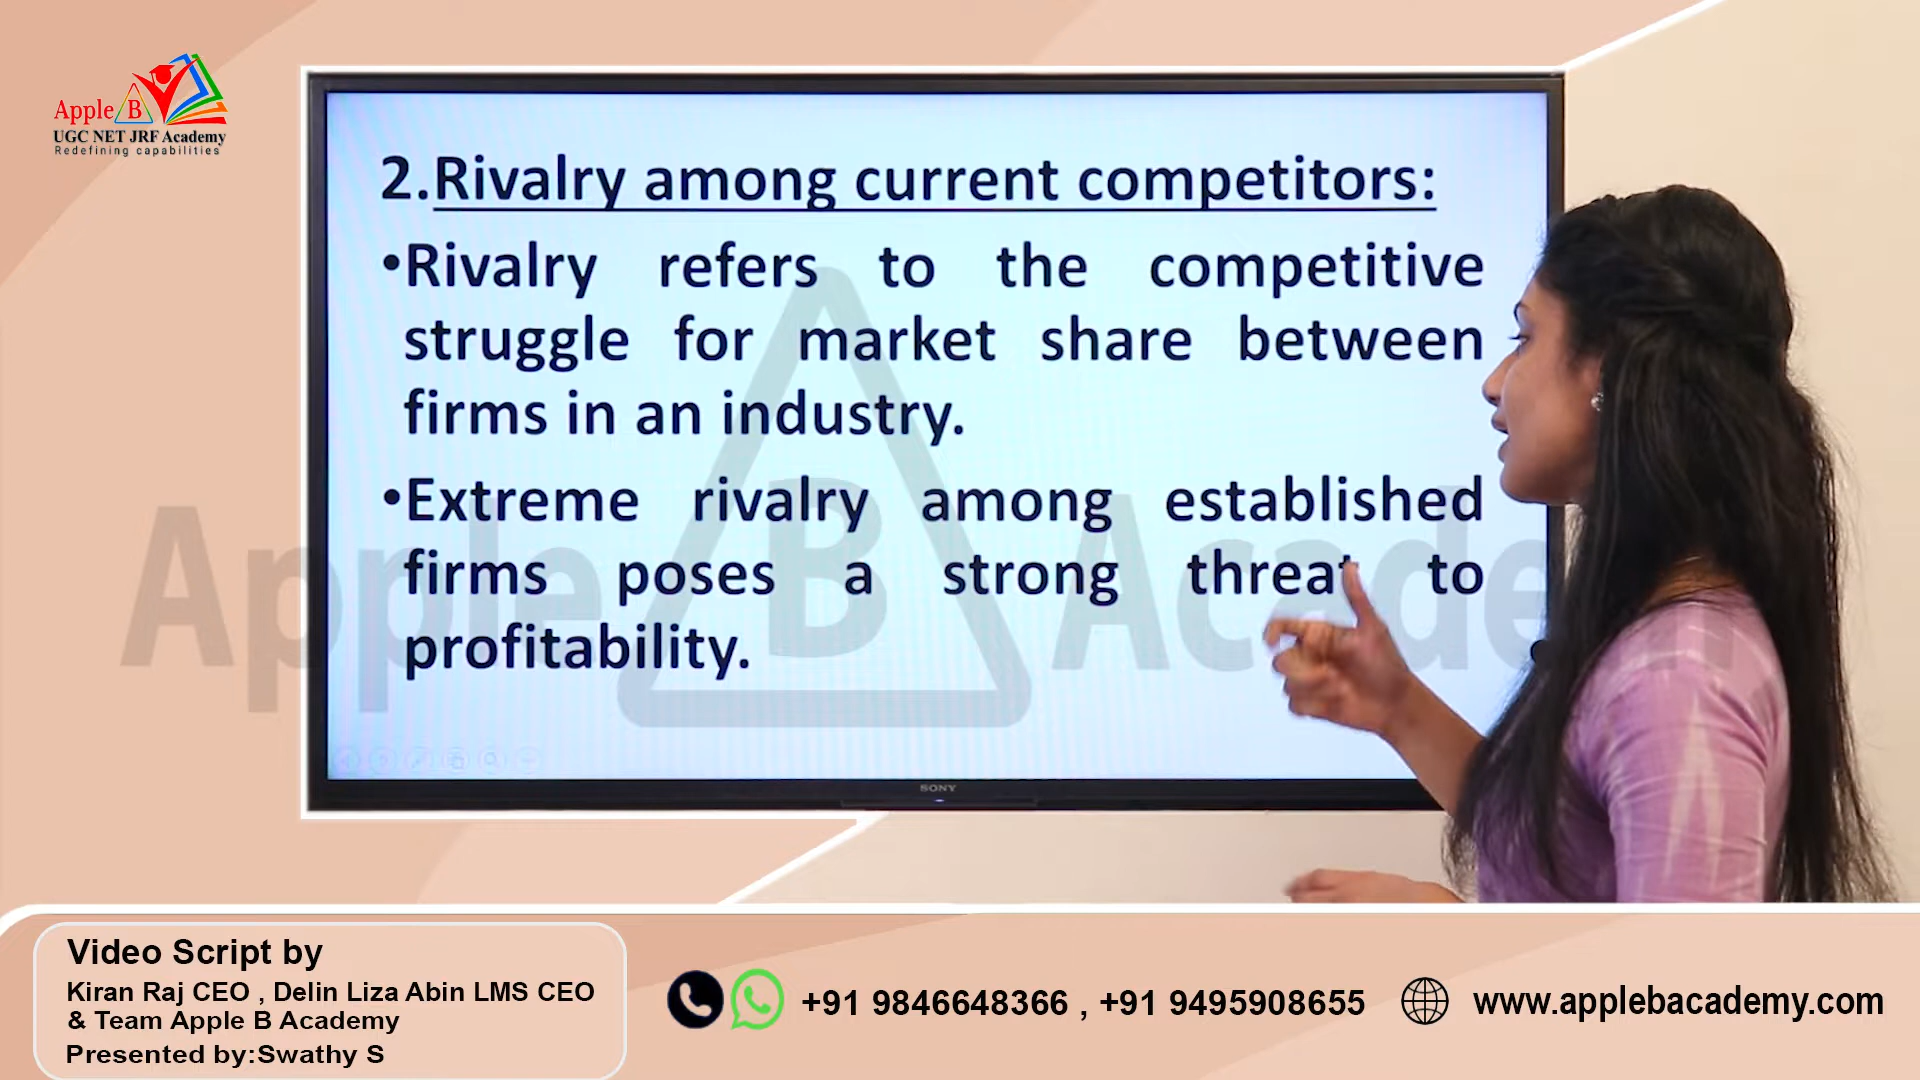 Apple B
UGC NET JRF Academy
Redefining capabilities
2.Rivalry among current competitors:
•Rivalry refers to the competitive
struggle for market share between
firms in an industry.
•Extreme rivalry among established
firms poses a strong threat to
profitability.
Apple B Academy
SONY
Video Script by
Kiran Raj CEO , Delin Liza Abin LMS CEO
& Team Apple B Academy
Presented by:Swathy S
+91 9846648366 , +91 9495908655
www.applebacademy.com